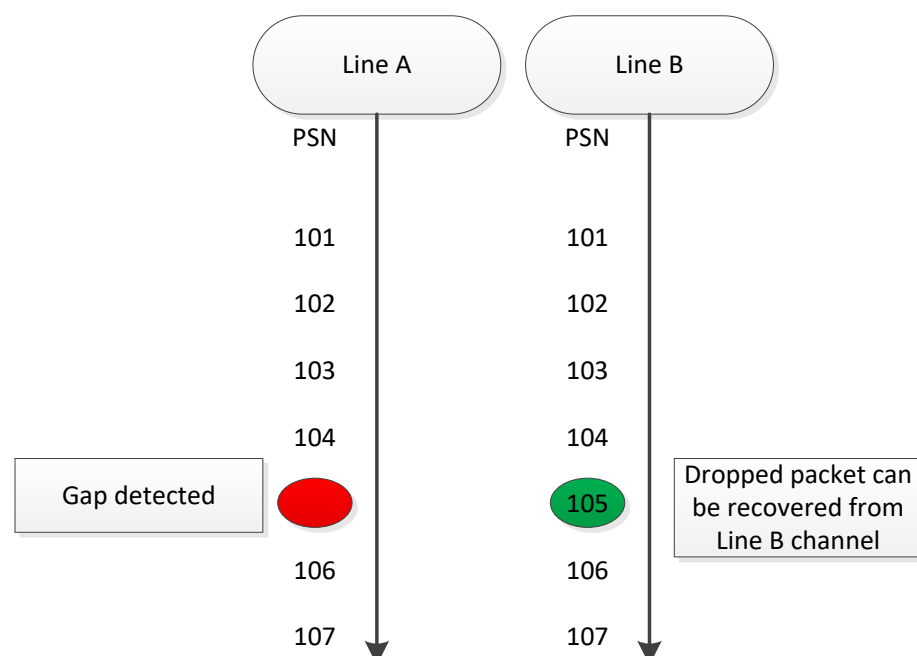 Line A
Line B
PSN
PSN
101
101
102
102
103
103
104
104
Gap detected
105
Dropped packet can
be recovered from
Line B channel
106
106
107
107